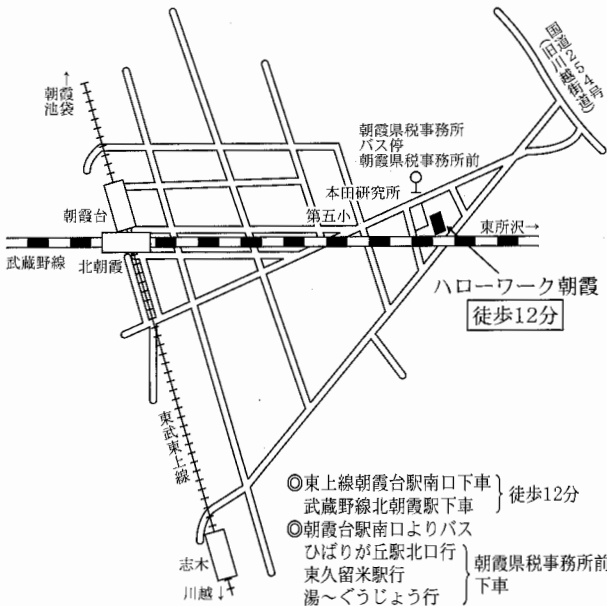 国道254号
(旧川越街道)
↑朝霞
池袋
朝霞県税事務所
バス停
朝霞県税事務所前
本田研究所
第五小
朝霞台
東所沢→
武蔵野線
北朝霞
ハローワーク朝霞
徒歩12分
東武東上線
◎東上線朝霞台駅南口下車
武蔵野線北朝霞駅下車
徒歩12分
◎朝霞台駅南口よりバス
ひばりが丘駅北口行
東久留米駅行
湯〜ぐうじょう行
朝霞県税事務所前
下車
志木
川越↓